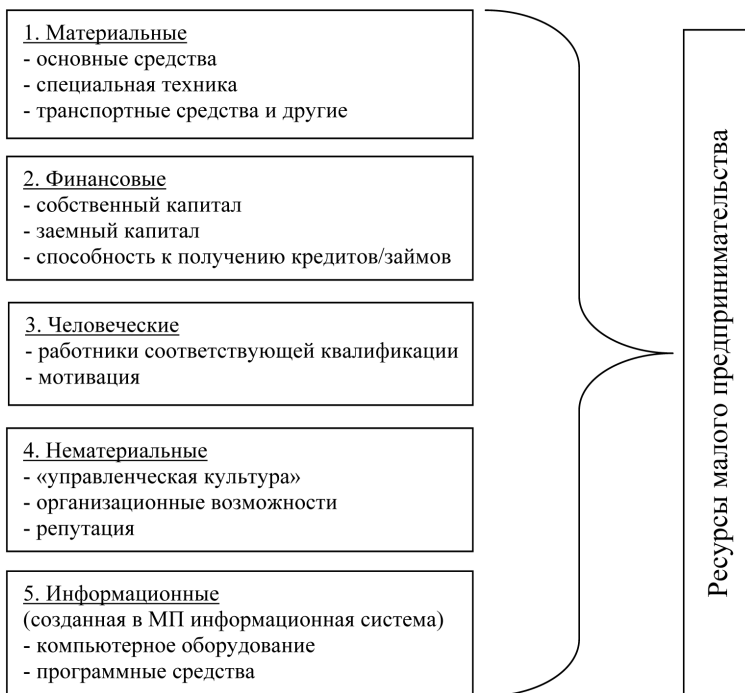 1. Материальные
- основные средства
- специальная техника
- транспортные средства и другие
2. Финансовые
- собственный капитал
- заемный капитал
- способность к получению кредитов/займов
3. Человеческие
- работники соответствующей квалификации
- мотивация
4. Нематериальные
- «управленческая культура»
- организационные возможности
- репутация
5. Информационные
(созданная в МП информационная система)
- компьютерное оборудование
- программные средства
Ресурсы малого предпринимательства